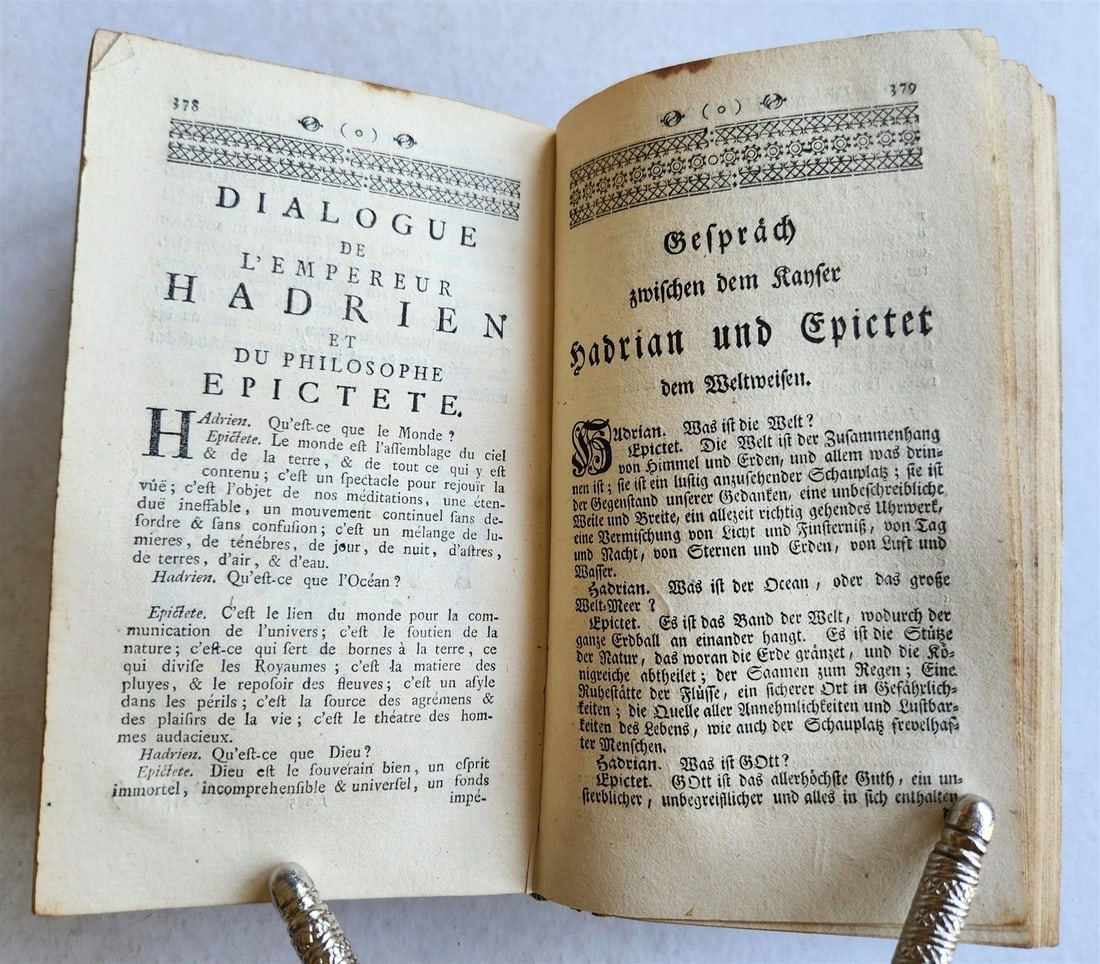 378
( o )
DIALOGUE
DE
L'EMPEREUR
HADRIEN
ET
DU PHILOSOPHE
EPICTETE.
HAdrien. Qu'eſt-ce que le Monde ?
Epictete. Le monde eſt l'aſſemblage du ciel
& de la terre, & de tout ce qui y eſt
contenu ; c'eſt un ſpectacle pour rejouïr la
vûë ; c'eſt l'objet de nos méditations, une éten-
duë ineffable, un mouvement continuel ſans de-
ſordre & ſans confuſion ; c'eſt un mélange de lu-
mieres, de ténébres, de jour, de nuit, d'aſtres,
de terres, d'air, & d'eau.
Hadrien. Qu'eſt-ce que l'Océan ?
Epictete. C'eſt le lien du monde pour la com-
munication de l'univers ; c'eſt le ſoutien de la
nature ; c'eſt-ce qui ſert de bornes à la terre, ce
qui diviſe les Royaumes ; c'eſt la matiere des
pluyes, & le repoſoir des fleuves ; c'eſt un aſyle
dans les périls ; c'eſt la source des agrémens &
des plaiſirs de la vie ; c'eſt le théatre des hom-
mes audacieux.
Hadrien. Qu'eſt-ce que Dieu ?
Epictete. Dieu eſt le ſouverain bien, un eſprit
immortel, incomprehenſible & univerſel, un fonds
impé-
379
( o )
Geſpräch
zwiſchen dem Kayſer
Hadrian und Epictet
dem Weltweiſen.
HAdrian. Was iſt die Welt ?
Epictet. Die Welt iſt der Zuſammenhang
von Himmel und Erden, und allem was drin-
nen iſt ; ſie iſt ein luſtig anzuſehender Schauplatz ; ſie iſt
der Gegenſtand unſerer Gedanken, eine unbeſchreibliche
Weite und Breite, ein allezeit richtig gehendes Uhrwerk,
eine Vermiſchung von Licht und Finſterniß, von Tag
und Nacht, von Sternen und Erden, von Luft und
Waſſer.
Hadrian. Was iſt der Ocean, oder das große
Welt-Meer ?
Epictet. Es iſt das Band der Welt, wodurch der
ganze Erdball an einander hangt. Es iſt die Stütze
der Natur, das woran die Erde gränzet, und die Kö-
nigreiche abtheilet ; der Saamen zum Regen ; Eine
Ruheſtätte der Flüſſe, ein ſicherer Ort in Gefährlich-
keiten ; die Quelle aller Annehmlichkeiten und Luſtbar-
keiten des Lebens, wie auch der Schauplatz frevelhaf-
ter Menſchen.
Hadrian. Was iſt GOtt?
Epictet. GOtt iſt das allerhöchſte Guth, ein un-
ſterblicher, unbegreiflicher und alles in ſich enthalten